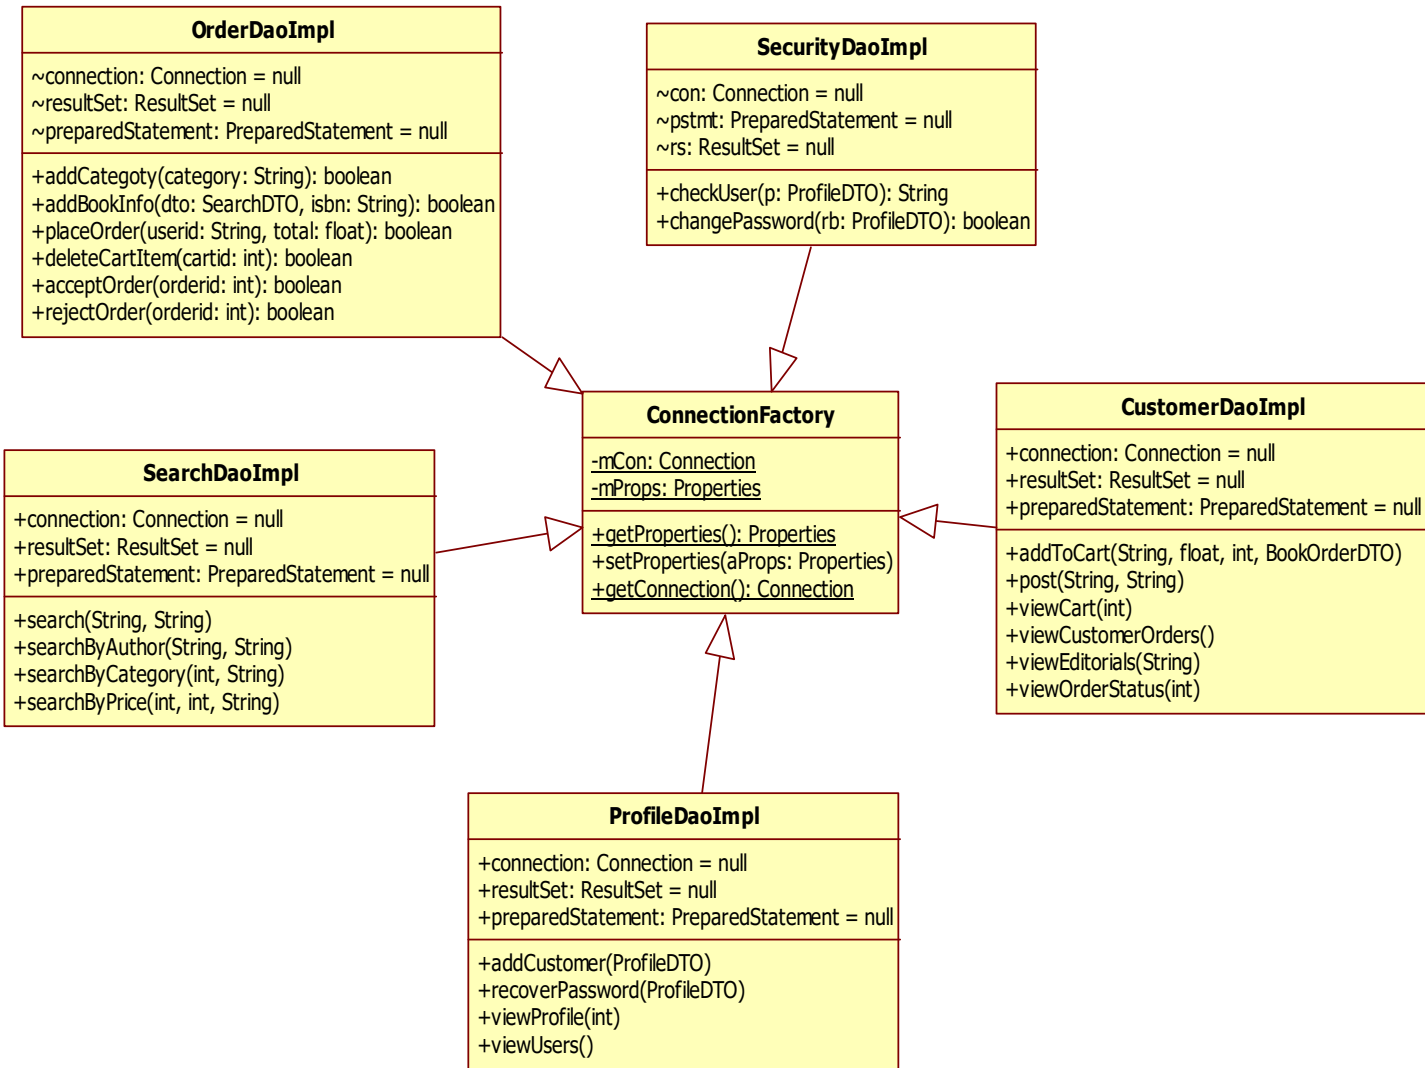 OrderDaoImpl
~connection: Connection = null
~resultSet: ResultSet = null
~preparedStatement: PreparedStatement = null
+addCategoty(category: String): boolean
+addBookInfo(dto: SearchDTO, isbn: String): boolean
+placeOrder(userid: String, total: float): boolean
+deleteCartItem(cartid: int): boolean
+acceptOrder(orderid: int): boolean
+rejectOrder(orderid: int): boolean
SecurityDaoImpl
~con: Connection = null
~pstmt: PreparedStatement = null
~rs: ResultSet = null
+checkUser(p: ProfileDTO): String
+changePassword(rb: ProfileDTO): boolean
SearchDaoImpl
+connection: Connection = null
+resultSet: ResultSet = null
+preparedStatement: PreparedStatement = null
+search(String, String)
+searchByAuthor(String, String)
+searchByCategory(int, String)
+searchByPrice(int, int, String)
ConnectionFactory
-mCon: Connection
-mProps: Properties
+getProperties(): Properties
+setProperties(aProps: Properties)
+getConnection(): Connection
CustomerDaoImpl
+connection: Connection = null
+resultSet: ResultSet = null
+preparedStatement: PreparedStatement = null
+addToCart(String, float, int, BookOrderDTO)
+post(String, String)
+viewCart(int)
+viewCustomerOrders()
+viewEditorials(String)
+viewOrderStatus(int)
ProfileDaoImpl
+connection: Connection = null
+resultSet: ResultSet = null
+preparedStatement: PreparedStatement = null
+addCustomer(ProfileDTO)
+recoverPassword(ProfileDTO)
+viewProfile(int)
+viewUsers()